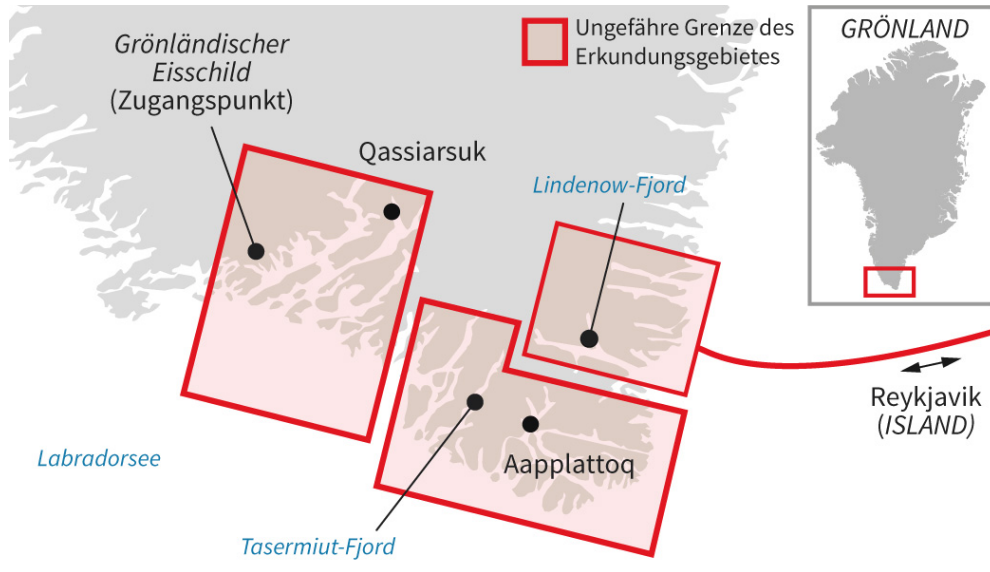 Grönländischer
Eisschild
(Zugangspunkt)
Ungefähre Grenze des
Erkundungsgebietes
GRÖNLAND
Qassiarsuk
Lindenow-Fjord
Reykjavik
(ISLAND)
Labradorsee
Aapplattoq
Tasermiut-Fjord